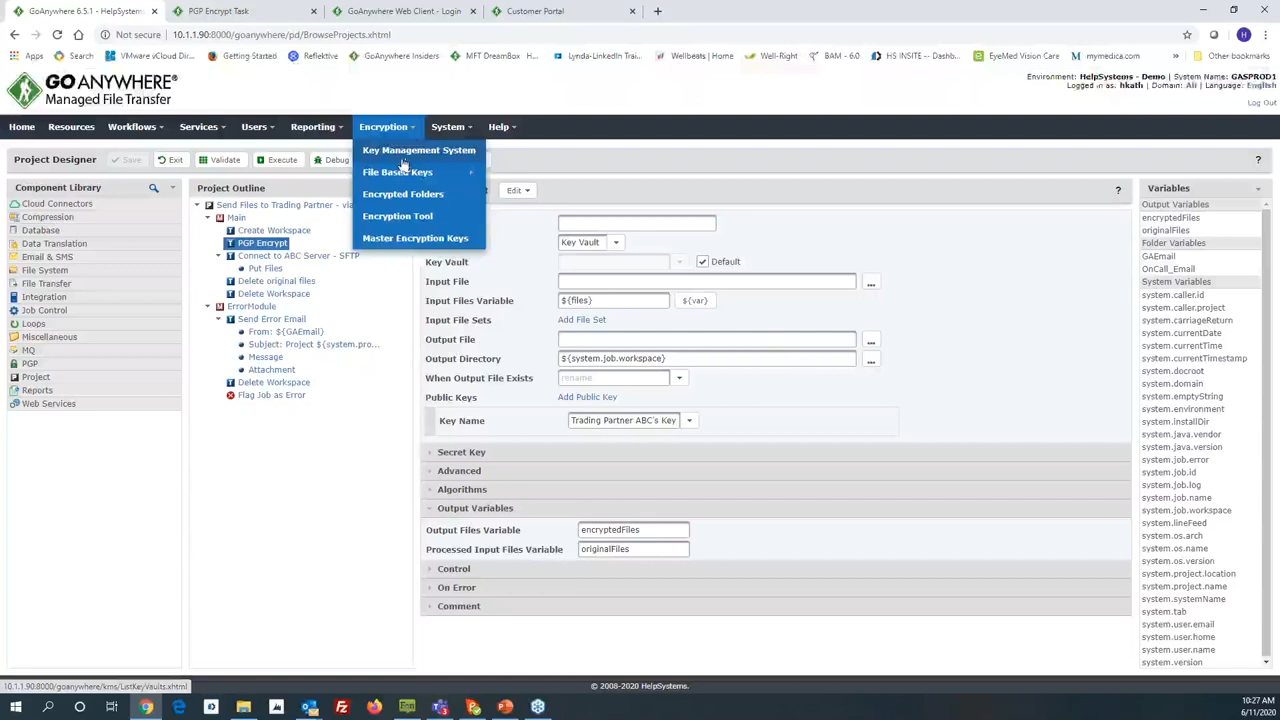 GoAnywhere 6.5.1 - HelpSystems
PGP Encrypt Task
GoAnywhere Web Client - Login
Customer Portal
Not secure | 10.1.1.90:8000/goanywhere/pd/BrowseProjects.xhtml
Apps
Search
VMware vCloud Dir...
Getting Started
Reflektive
GoAnywhere Insiders
MFT DreamBox H...
Lynda-LinkedIn Trai...
Wellbeats | Home
Well-Right
BAM - 6.0
HS INSITE -- Dashb...
EyeMed Vision Care
mymedica.com
»
Other bookmarks
GOANYWHERE
Managed File Transfer
Environment: HelpSystems - Demo | System Name: GASPROD1
Logged in as: hkath | Domain: All | Language: English
Log Out
Home
Resources
Workflows
Services
Users
Reporting
Encryption
System
Help
Key Management System
File Based Keys
Encrypted Folders
Encryption Tool
Master Encryption Keys
Project Designer
Save
Exit
Validate
Execute
Debug
?
Component Library
Cloud Connectors
Compression
Database
Data Translation
Email & SMS
File System
File Transfer
Integration
Job Control
Loops
Miscellaneous
MQ
PGP
Project
Reports
Web Services
Project Outline
Send Files to Trading Partner - via
Main
Create Workspace
PGP Encrypt
Connect to ABC Server - SFTP
Put Files
Delete original files
Delete Workspace
ErrorModule
Send Error Email
From: ${GAEmail}
Subject: Project ${system.pro...
Message
Attachment
Delete Workspace
Flag Job as Error
Edit
?
Key Vault
Key Vault
Default
Input File
...
Input Files Variable
${files}
${var}
Input File Sets
Add File Set
Output File
...
Output Directory
${system.job.workspace}
...
When Output File Exists
rename
Public Keys
Add Public Key
Key Name
Trading Partner ABC's Key
Secret Key
Advanced
Algorithms
Output Variables
Output Files Variable
encryptedFiles
Processed Input Files Variable
originalFiles
Control
On Error
Comment
Variables
Output Variables
encryptedFiles
originalFiles
Folder Variables
GAEmail
OnCall_Email
System Variables
system.caller.id
system.caller.project
system.carriageReturn
system.currentDate
system.currentTime
system.currentTimestamp
system.docroot
system.domain
system.emptyString
system.environment
system.installDir
system.java.vendor
system.java.version
system.job.error
system.job.id
system.job.log
system.job.name
system.job.workspace
system.lineFeed
system.os.arch
system.os.name
system.os.version
system.project.location
system.project.name
system.systemName
system.tab
system.user.email
system.user.home
system.user.name
system.version
10.1.1.90:8000/goanywhere/kms/ListKeyVaults.xhtml
© 2008-2020 HelpSystems.
10:27 AM
6/11/2020